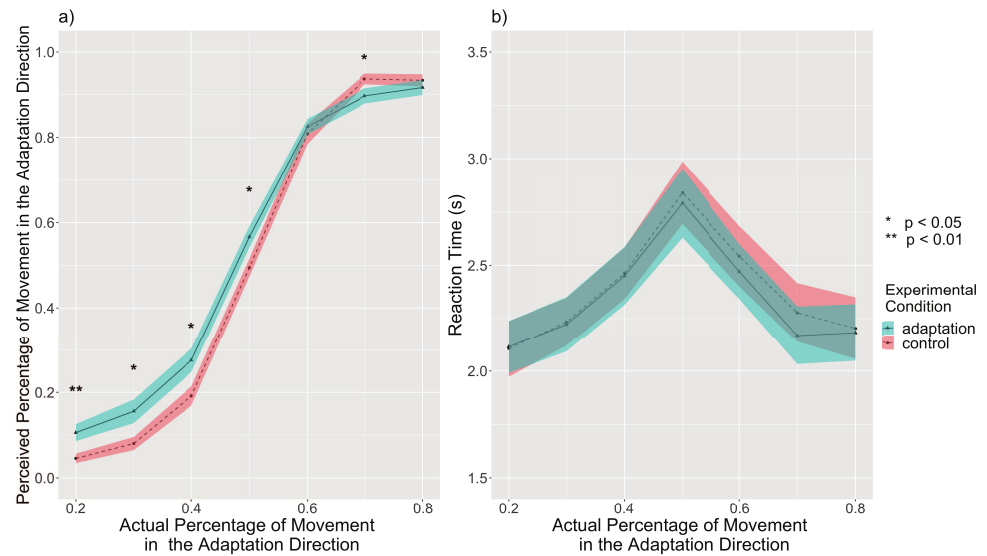 a)
Perceived Percentage of Movement in the Adaptation Direction
1.0
0.8
0.6
0.4
0.2
0.0
**
*
*
*
*
0.2
0.4
0.6
0.8
Actual Percentage of Movement
in the Adaptation Direction
b)
Reaction Time (s)
3.5
3.0
2.5
2.0
1.5
0.2
0.4
0.6
0.8
Actual Percentage of Movement
in the Adaptation Direction
* p < 0.05
** p < 0.01
Experimental
Condition
adaptation
control